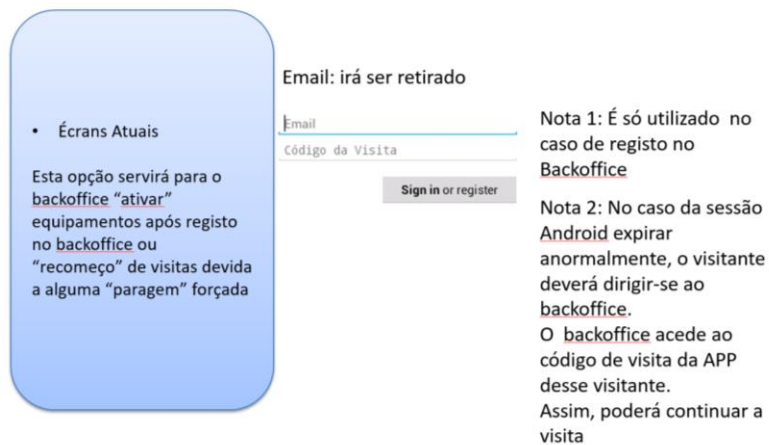 • Écrans Atuais
Esta opção servirá para o
backoffice “ativar”
equipamentos após registo
no backoffice ou
“recomeço” de visitas devida
a alguma “paragem” forçada
Email: irá ser retirado
Email
Código da Visita
Sign in or register
Nota 1: É só utilizado no
caso de registo no
Backoffice
Nota 2: No caso da sessão
Android expirar
anormalmente, o visitante
deverá dirigir-se ao
backoffice.
O backoffice acede ao
código de visita da APP
desse visitante.
Assim, poderá continuar a
visita